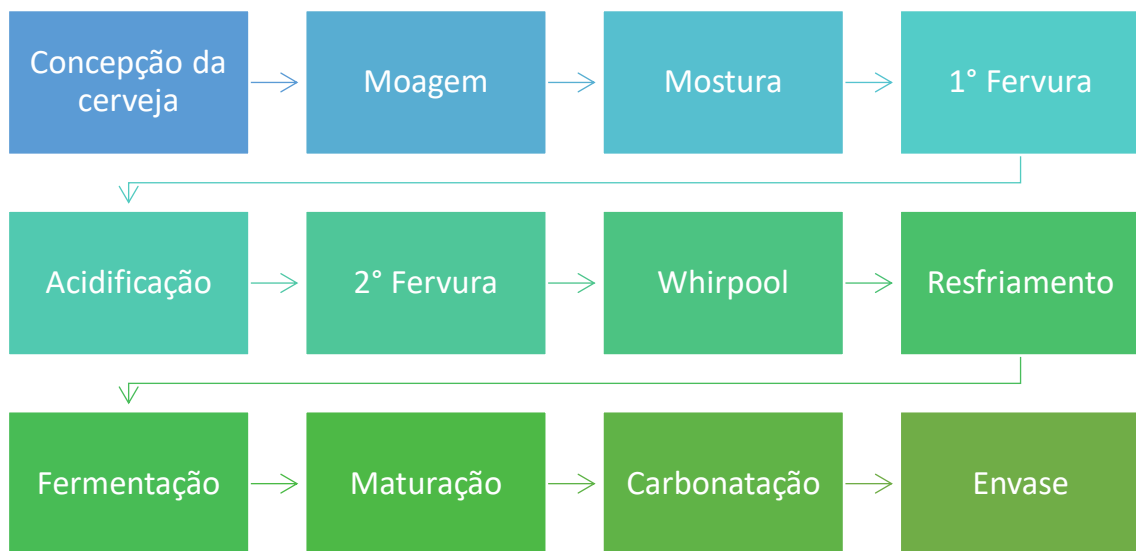 Concepção da
cerveja
Moagem
Mostura
1° Fervura
Acidificação
2° Fervura
Whirpool
Resfriamento
Fermentação
Maturação
Carbonatação
Envase